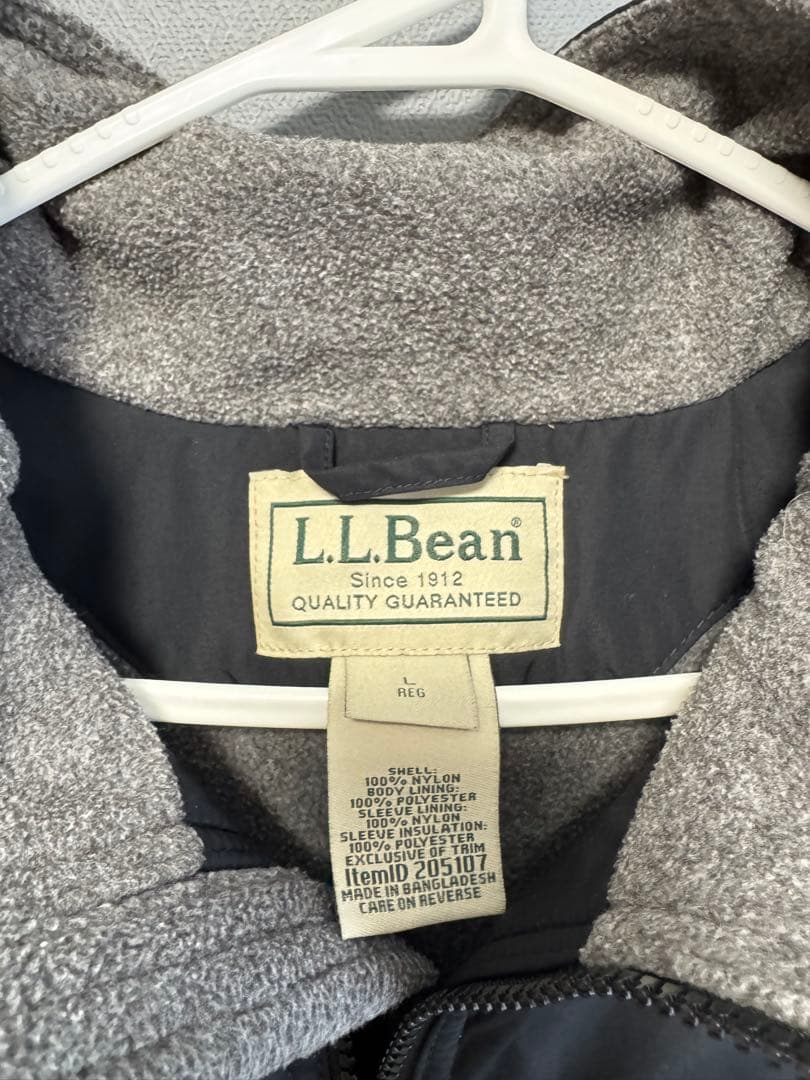 L.L.Bean®
Since 1912
QUALITY GUARANTEED
L
REG
SHELL:
100% NYLON
BODY LINING:
100% POLYESTER
SLEEVE LINING:
100% NYLON
SLEEVE INSULATION:
100% POLYESTER
EXCLUSIVE OF TRIM
ItemID 205107
MADE IN BANGLADESH
CARE ON REVERSE